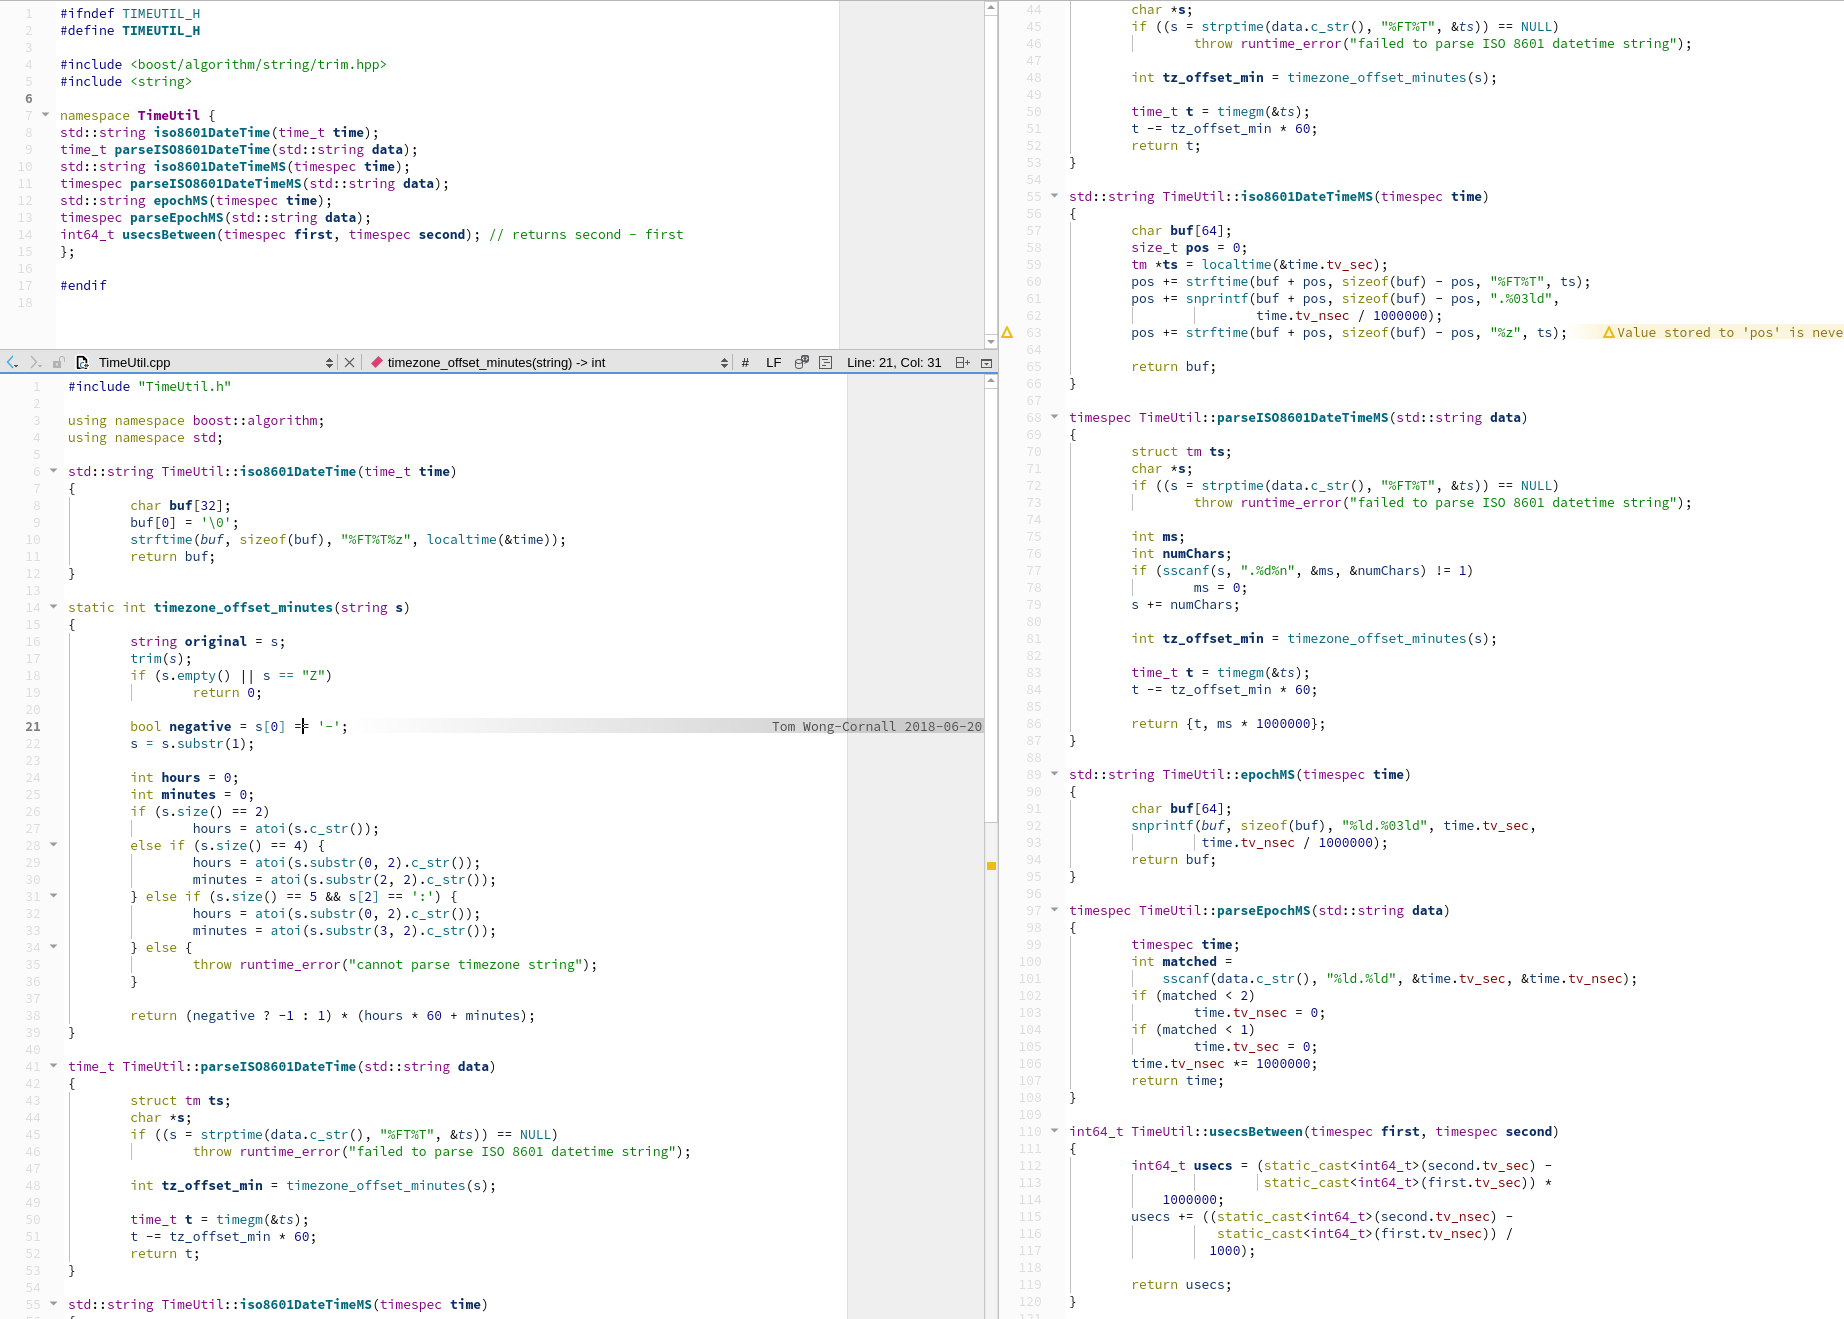 1 #ifndef TIMEUTIL_H
2 #define TIMEUTIL_H
3
4 #include <boost/algorithm/string/trim.hpp>
5 #include <string>
6
7 namespace TimeUtil {
8 std::string iso8601DateTime(time_t time);
9 time_t parseISO8601DateTime(std::string data);
10 std::string iso8601DateTimeMS(timespec time);
11 timespec parseISO8601DateTimeMS(std::string data);
12 std::string epochMS(timespec time);
13 timespec parseEpochMS(std::string data);
14 int64_t usecsBetween(timespec first, timespec second); // returns second - first
15 };
16
17 #endif
18
TimeUtil.cpp timezone_offset_minutes(string) -> int # LF Line: 21, Col: 31
1 #include "TimeUtil.h"
2
3 using namespace boost::algorithm;
4 using namespace std;
5
6 std::string TimeUtil::iso8601DateTime(time_t time)
7 {
8 char buf[32];
9 buf[0] = '\0';
10 strftime(buf, sizeof(buf), "%FT%T%z", localtime(&time));
11 return buf;
12 }
13
14 static int timezone_offset_minutes(string s)
15 {
16 string original = s;
17 trim(s);
18 if (s.empty() || s == "Z")
19 return 0;
20
21 bool negative = s[0] == '-'; Tom Wong-Cornall 2018-06-20
22 s = s.substr(1);
23
24 int hours = 0;
25 int minutes = 0;
26 if (s.size() == 2)
27 hours = atoi(s.c_str());
28 else if (s.size() == 4) {
29 hours = atoi(s.substr(0, 2).c_str());
30 minutes = atoi(s.substr(2, 2).c_str());
31 } else if (s.size() == 5 && s[2] == ':') {
32 hours = atoi(s.substr(0, 2).c_str());
33 minutes = atoi(s.substr(3, 2).c_str());
34 } else {
35 throw runtime_error("cannot parse timezone string");
36 }
37
38 return (negative ? -1 : 1) * (hours * 60 + minutes);
39 }
40
41 time_t TimeUtil::parseISO8601DateTime(std::string data)
42 {
43 struct tm ts;
44 char *s;
45 if ((s = strptime(data.c_str(), "%FT%T", &ts)) == NULL)
46 throw runtime_error("failed to parse ISO 8601 datetime string");
47
48 int tz_offset_min = timezone_offset_minutes(s);
49
50 time_t t = timegm(&ts);
51 t -= tz_offset_min * 60;
52 return t;
53 }
54
55 std::string TimeUtil::iso8601DateTimeMS(timespec time)
44 char *s;
45 if ((s = strptime(data.c_str(), "%FT%T", &ts)) == NULL)
46 throw runtime_error("failed to parse ISO 8601 datetime string");
47
48 int tz_offset_min = timezone_offset_minutes(s);
49
50 time_t t = timegm(&ts);
51 t -= tz_offset_min * 60;
52 return t;
53 }
54
55 std::string TimeUtil::iso8601DateTimeMS(timespec time)
56 {
57 char buf[64];
58 size_t pos = 0;
59 tm *ts = localtime(&time.tv_sec);
60 pos += strftime(buf + pos, sizeof(buf) - pos, "%FT%T", ts);
61 pos += snprintf(buf + pos, sizeof(buf) - pos, ".%03ld",
62 time.tv_nsec / 1000000);
63 pos += strftime(buf + pos, sizeof(buf) - pos, "%z", ts); Value stored to 'pos' is neve
64
65 return buf;
66 }
67
68 timespec TimeUtil::parseISO8601DateTimeMS(std::string data)
69 {
70 struct tm ts;
71 char *s;
72 if ((s = strptime(data.c_str(), "%FT%T", &ts)) == NULL)
73 throw runtime_error("failed to parse ISO 8601 datetime string");
74
75 int ms;
76 int numChars;
77 if (sscanf(s, ".%d%n", &ms, &numChars) != 1)
78 ms = 0;
79 s += numChars;
80
81 int tz_offset_min = timezone_offset_minutes(s);
82
83 time_t t = timegm(&ts);
84 t -= tz_offset_min * 60;
85
86 return {t, ms * 1000000};
87 }
88
89 std::string TimeUtil::epochMS(timespec time)
90 {
91 char buf[64];
92 snprintf(buf, sizeof(buf), "%ld.%03ld", time.tv_sec,
93 time.tv_nsec / 1000000);
94 return buf;
95 }
96
97 timespec TimeUtil::parseEpochMS(std::string data)
98 {
99 timespec time;
100 int matched =
101 sscanf(data.c_str(), "%ld.%ld", &time.tv_sec, &time.tv_nsec);
102 if (matched < 2)
103 time.tv_nsec = 0;
104 if (matched < 1)
105 time.tv_sec = 0;
106 time.tv_nsec *= 1000000;
107 return time;
108 }
109
110 int64_t TimeUtil::usecsBetween(timespec first, timespec second)
111 {
112 int64_t usecs = (static_cast<int64_t>(second.tv_sec) -
113 static_cast<int64_t>(first.tv_sec)) *
114 1000000;
115 usecs += ((static_cast<int64_t>(second.tv_nsec) -
116 static_cast<int64_t>(first.tv_nsec)) /
117 1000);
118
119 return usecs;
120 }